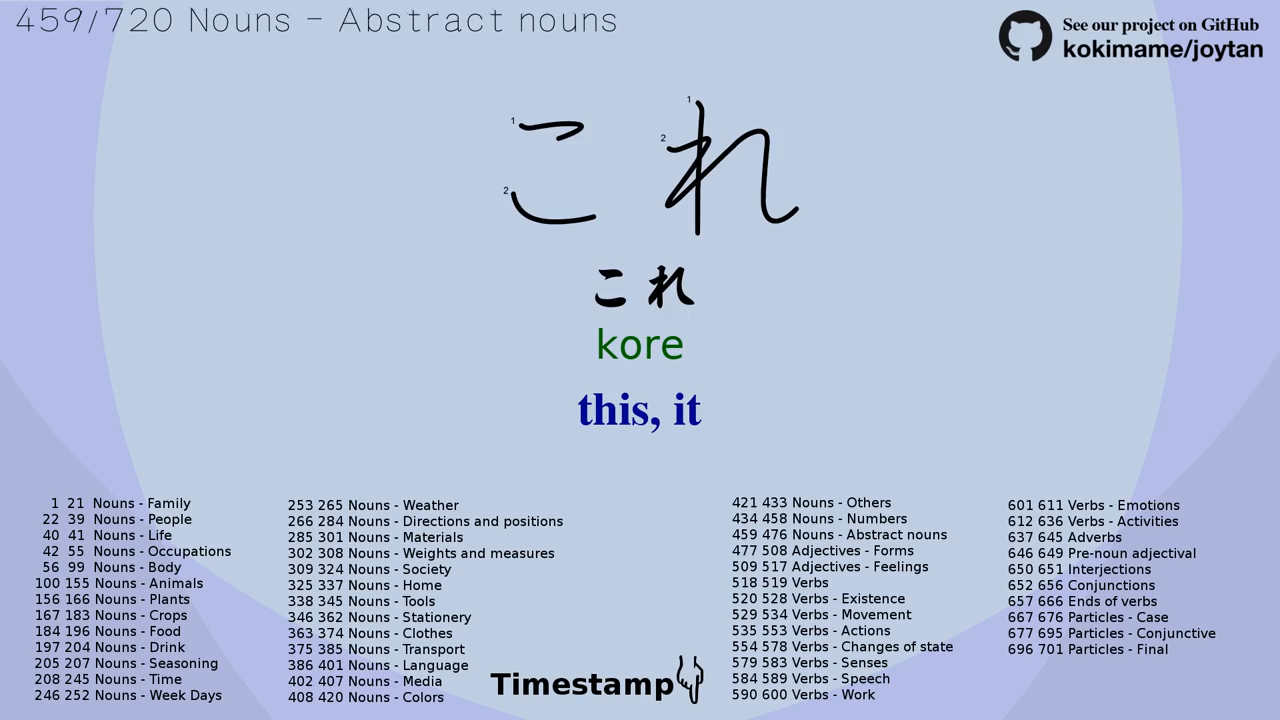 459/720 Nouns - Abstract nouns
See our project on GitHub
kokimame/joytan
1 1
2 2
これ
これ
kore
this, it
1 21 Nouns - Family
22 39 Nouns - People
40 41 Nouns - Life
42 55 Nouns - Occupations
56 99 Nouns - Body
100 155 Nouns - Animals
156 166 Nouns - Plants
167 183 Nouns - Crops
184 196 Nouns - Food
197 204 Nouns - Drink
205 207 Nouns - Seasoning
208 245 Nouns - Time
246 252 Nouns - Week Days
253 265 Nouns - Weather
266 284 Nouns - Directions and positions
285 301 Nouns - Materials
302 308 Nouns - Weights and measures
309 324 Nouns - Society
325 337 Nouns - Home
338 345 Nouns - Tools
346 362 Nouns - Stationery
363 374 Nouns - Clothes
375 385 Nouns - Transport
386 401 Nouns - Language
402 407 Nouns - Media
408 420 Nouns - Colors
Timestamp
421 433 Nouns - Others
434 458 Nouns - Numbers
459 476 Nouns - Abstract nouns
477 508 Adjectives - Forms
509 517 Adjectives - Feelings
518 519 Verbs
520 528 Verbs - Existence
529 534 Verbs - Movement
535 553 Verbs - Actions
554 578 Verbs - Changes of state
579 583 Verbs - Senses
584 589 Verbs - Speech
590 600 Verbs - Work
601 611 Verbs - Emotions
612 636 Verbs - Activities
637 645 Adverbs
646 649 Pre-noun adjectival
650 651 Interjections
652 656 Conjunctions
657 666 Ends of verbs
667 676 Particles - Case
677 695 Particles - Conjunctive
696 701 Particles - Final